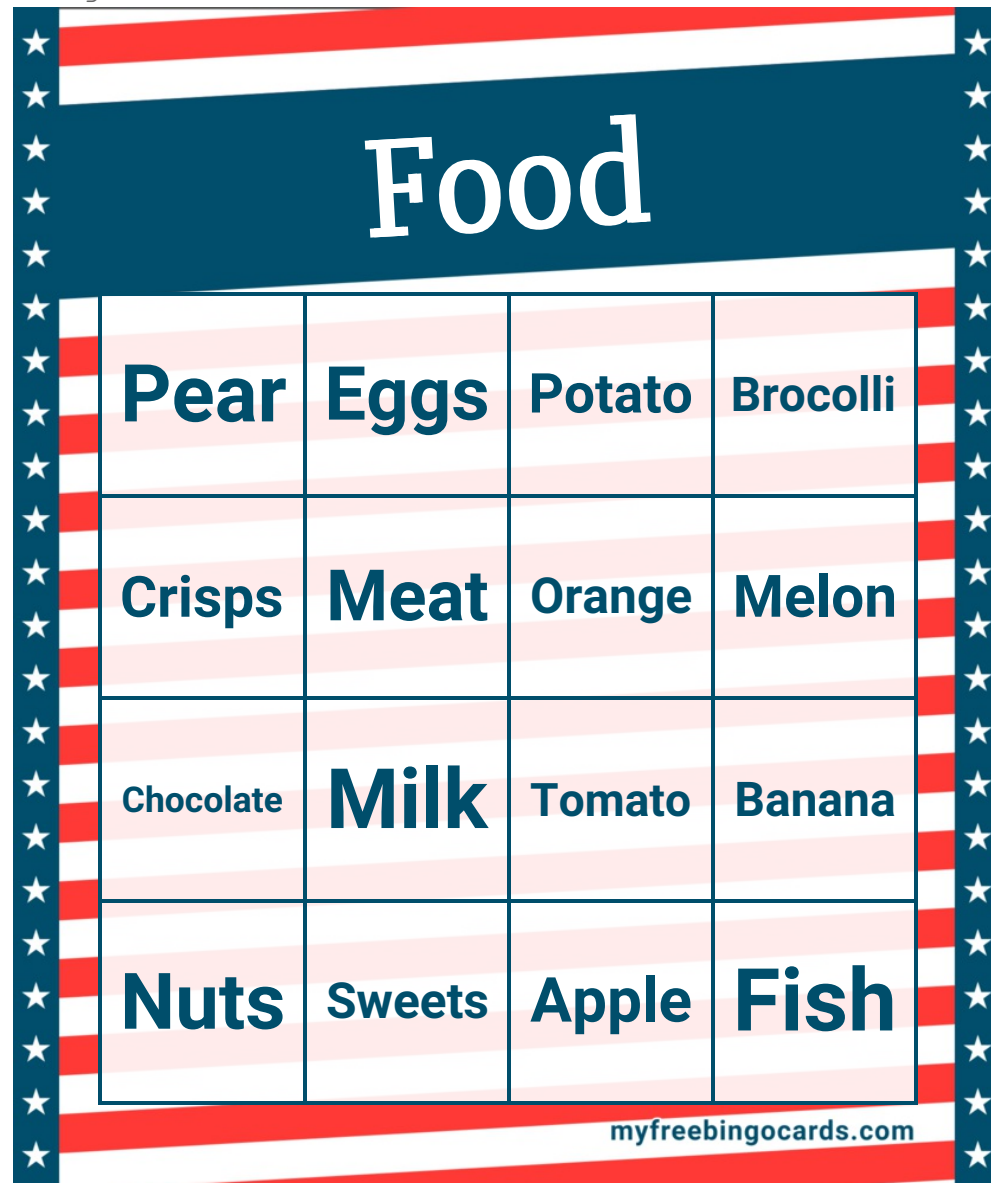 Food
Pear Eggs Potato Brocolli
Crisps Meat Orange Melon
Chocolate Milk Tomato Banana
Nuts Sweets Apple Fish
myfreebingocards.com